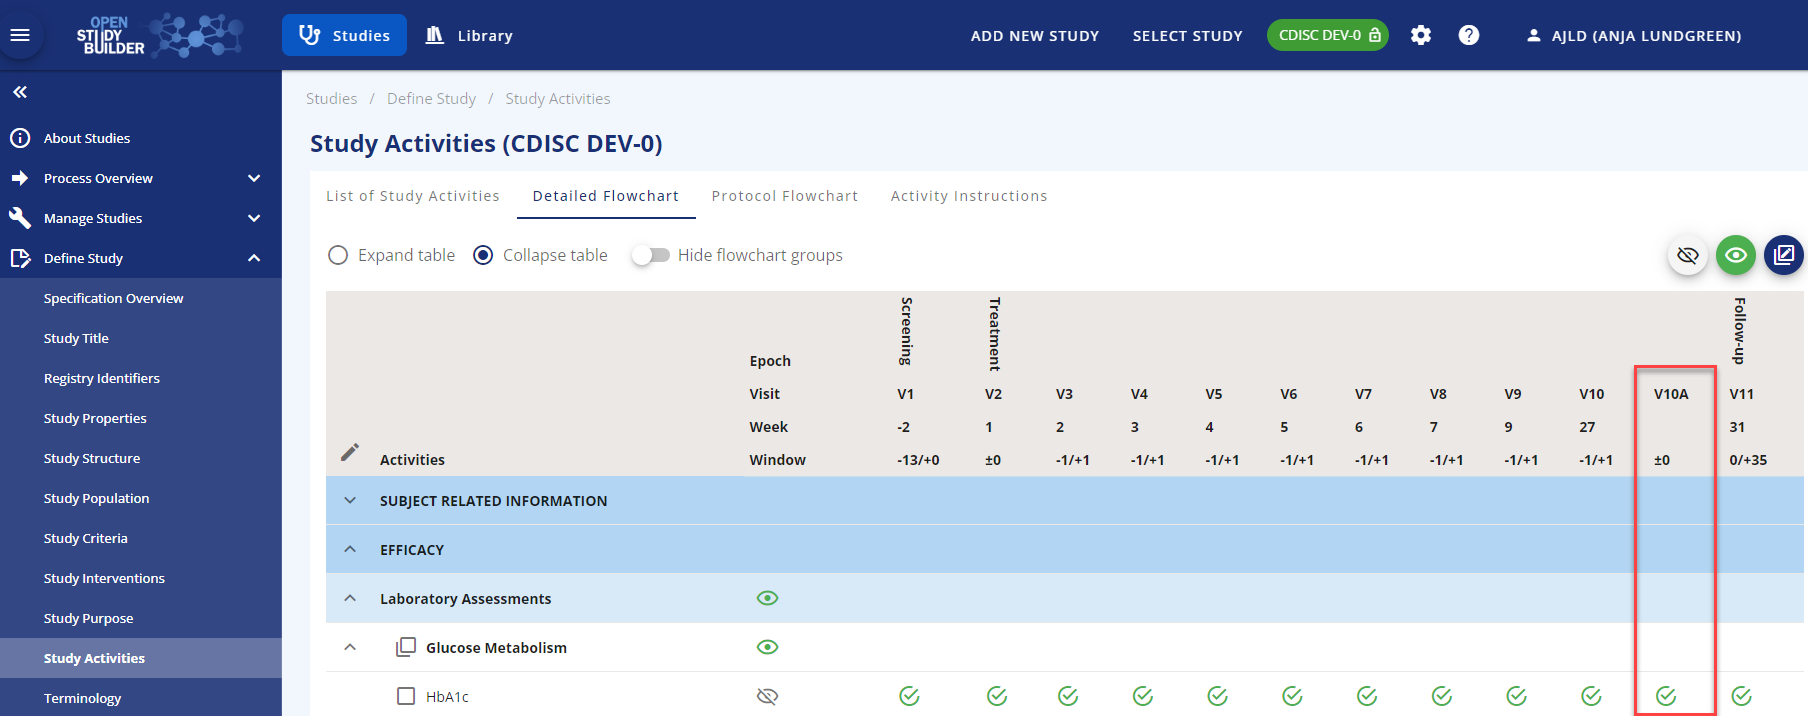 OPEN
STUDY
BUILDER
Studies
Library
ADD NEW STUDY
SELECT STUDY
CDISC DEV-0
AJLD (ANJA LUNDGREEN)
About Studies
Process Overview
Manage Studies
Define Study
Specification Overview
Study Title
Registry Identifiers
Study Properties
Study Structure
Study Population
Study Criteria
Study Interventions
Study Purpose
Study Activities
Terminology
Studies / Define Study / Study Activities
Study Activities (CDISC DEV-0)
List of Study Activities
Detailed Flowchart
Protocol Flowchart
Activity Instructions
Expand table
Collapse table
Hide flowchart groups
Epoch Screening Treatment Follow-up
Visit V1 V2 V3 V4 V5 V6 V7 V8 V9 V10 V10A V11
Week -2 1 2 3 4 5 6 7 9 27 31
Activities Window -13/+0 ±0 -1/+1 -1/+1 -1/+1 -1/+1 -1/+1 -1/+1 -1/+1 -1/+1 ±0 0/+35
SUBJECT RELATED INFORMATION
EFFICACY
Laboratory Assessments
Glucose Metabolism
HbA1c